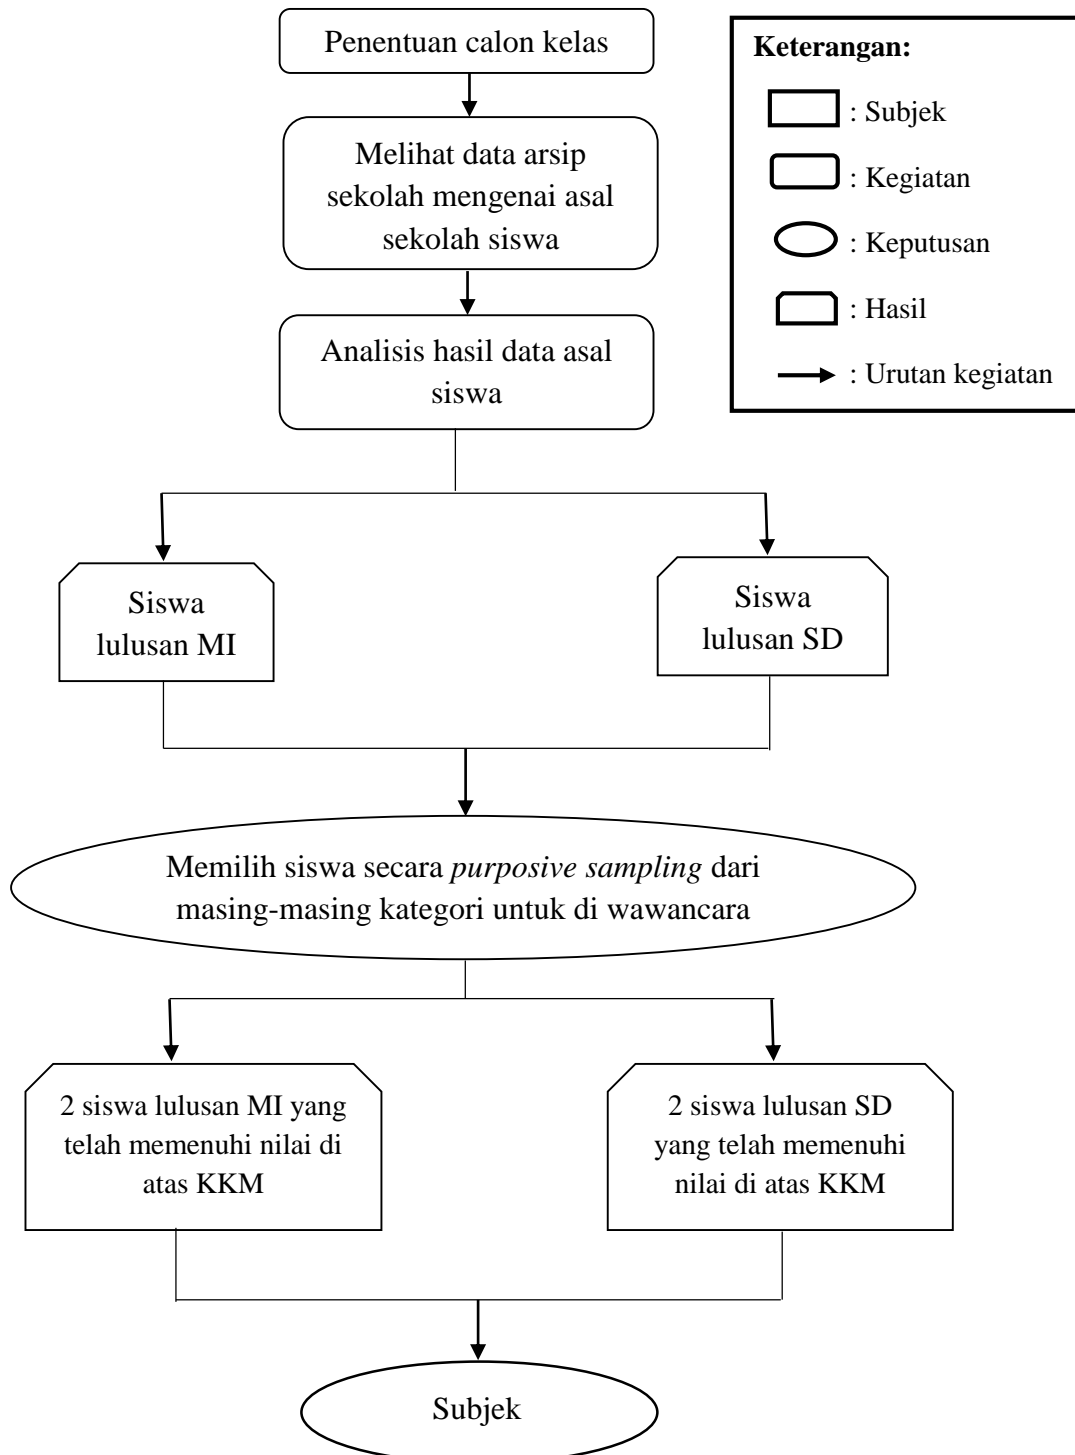 Penentuan calon kelas
Melihat data arsip
sekolah mengenai asal
sekolah siswa
Analisis hasil data asal
siswa
Siswa
lulusan MI
Siswa
lulusan SD
Memilih siswa secara purposive sampling dari
masing-masing kategori untuk di wawancara
2 siswa lulusan MI yang
telah memenuhi nilai di
atas KKM
2 siswa lulusan SD
yang telah memenuhi
nilai di atas KKM
Subjek
Keterangan:
: Subjek
: Kegiatan
: Keputusan
: Hasil
: Urutan kegiatan